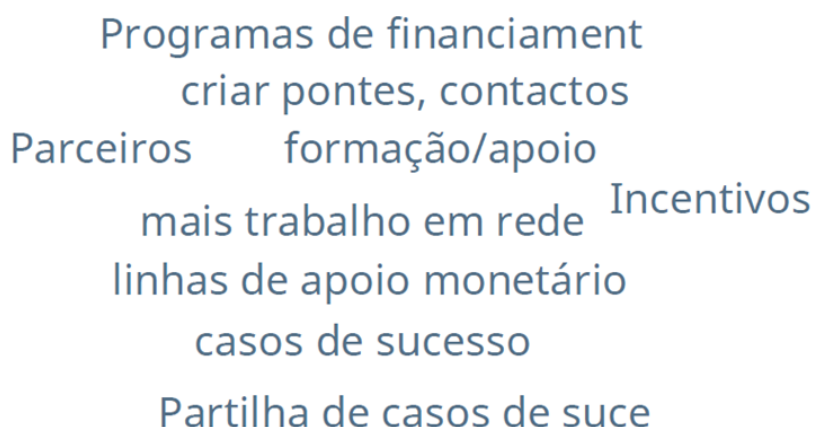 Programas de financiament
criar pontes, contactos
Parceiros
formação/apoio
Incentivos
mais trabalho em rede
linhas de apoio monetário
casos de sucesso
Partilha de casos de suce